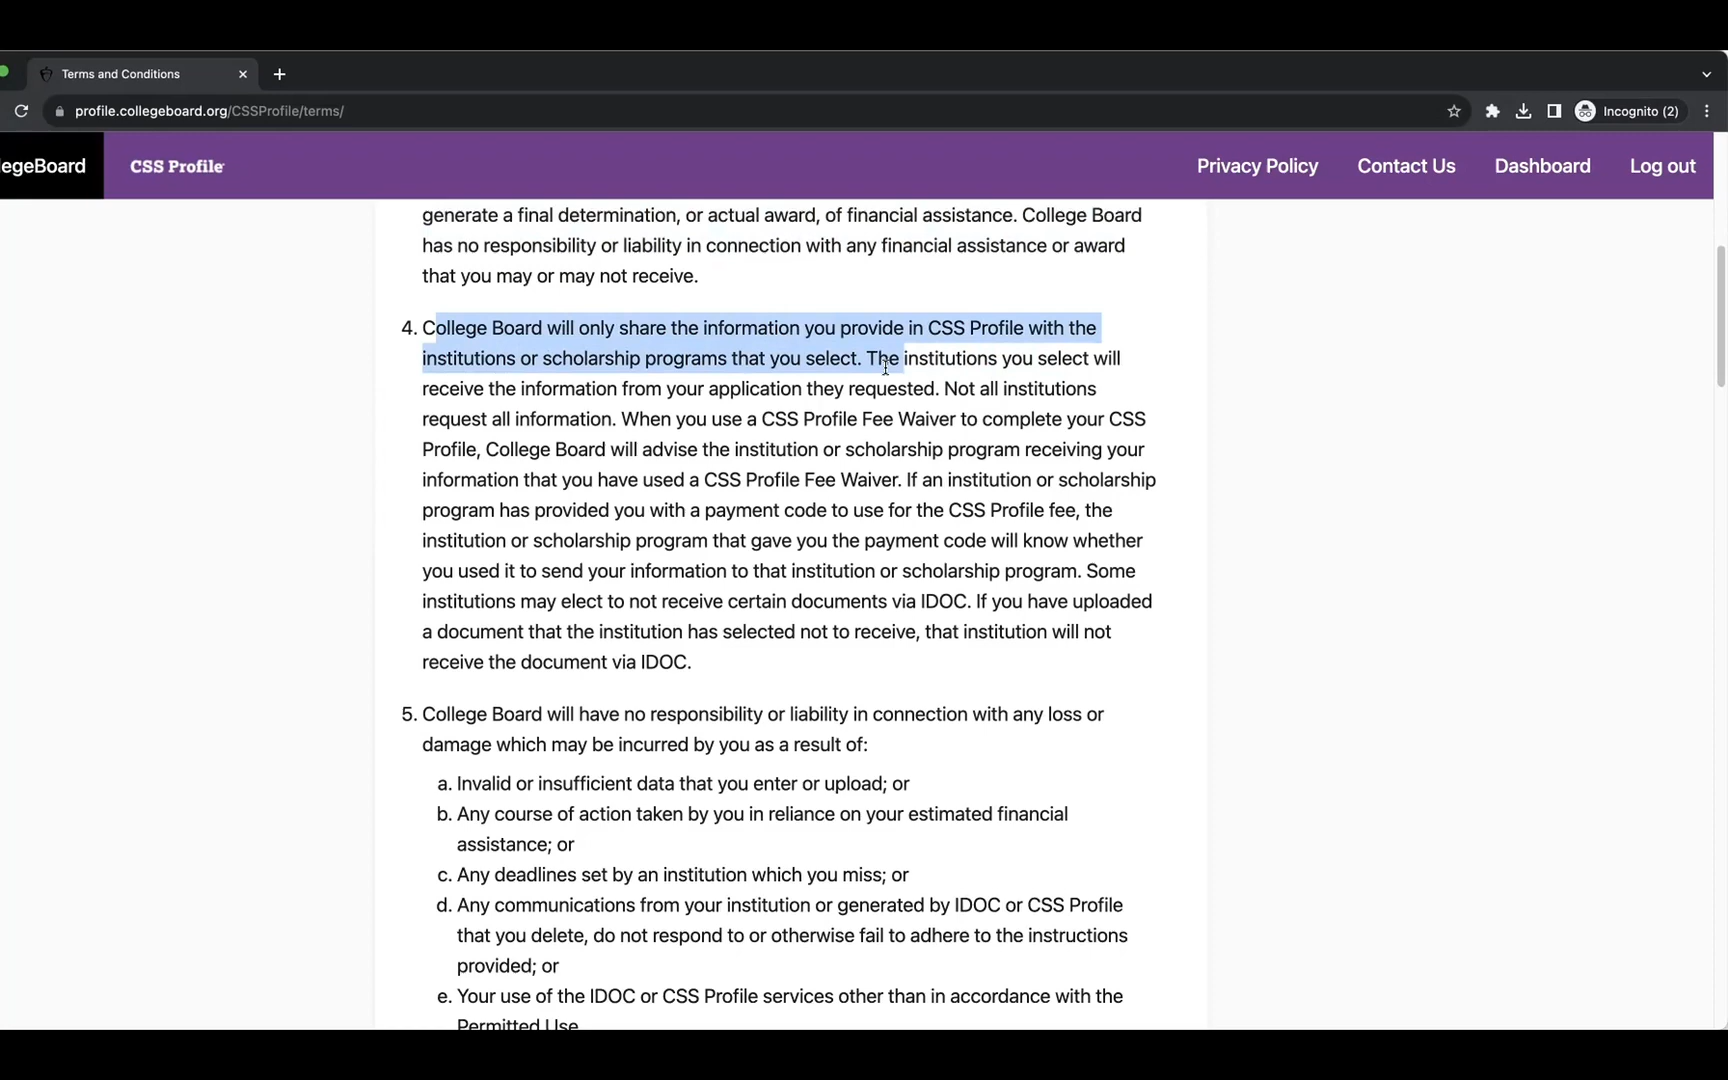 Terms and Conditions
profile.collegeboard.org/CSSProfile/terms/
Incognito (2)
legeBoard
CSS Profile
Privacy Policy
Contact Us
Dashboard
Log out
generate a final determination, or actual award, of financial assistance. College Board
has no responsibility or liability in connection with any financial assistance or award
that you may or may not receive.
4. College Board will only share the information you provide in CSS Profile with the
institutions or scholarship programs that you select. The institutions you select will
receive the information from your application they requested. Not all institutions
request all information. When you use a CSS Profile Fee Waiver to complete your CSS
Profile, College Board will advise the institution or scholarship program receiving your
information that you have used a CSS Profile Fee Waiver. If an institution or scholarship
program has provided you with a payment code to use for the CSS Profile fee, the
institution or scholarship program that gave you the payment code will know whether
you used it to send your information to that institution or scholarship program. Some
institutions may elect to not receive certain documents via IDOC. If you have uploaded
a document that the institution has selected not to receive, that institution will not
receive the document via IDOC.
5. College Board will have no responsibility or liability in connection with any loss or
damage which may be incurred by you as a result of:
a. Invalid or insufficient data that you enter or upload; or
b. Any course of action taken by you in reliance on your estimated financial
assistance; or
c. Any deadlines set by an institution which you miss; or
d. Any communications from your institution or generated by IDOC or CSS Profile
that you delete, do not respond to or otherwise fail to adhere to the instructions
provided; or
e. Your use of the IDOC or CSS Profile services other than in accordance with the
Permitted Use